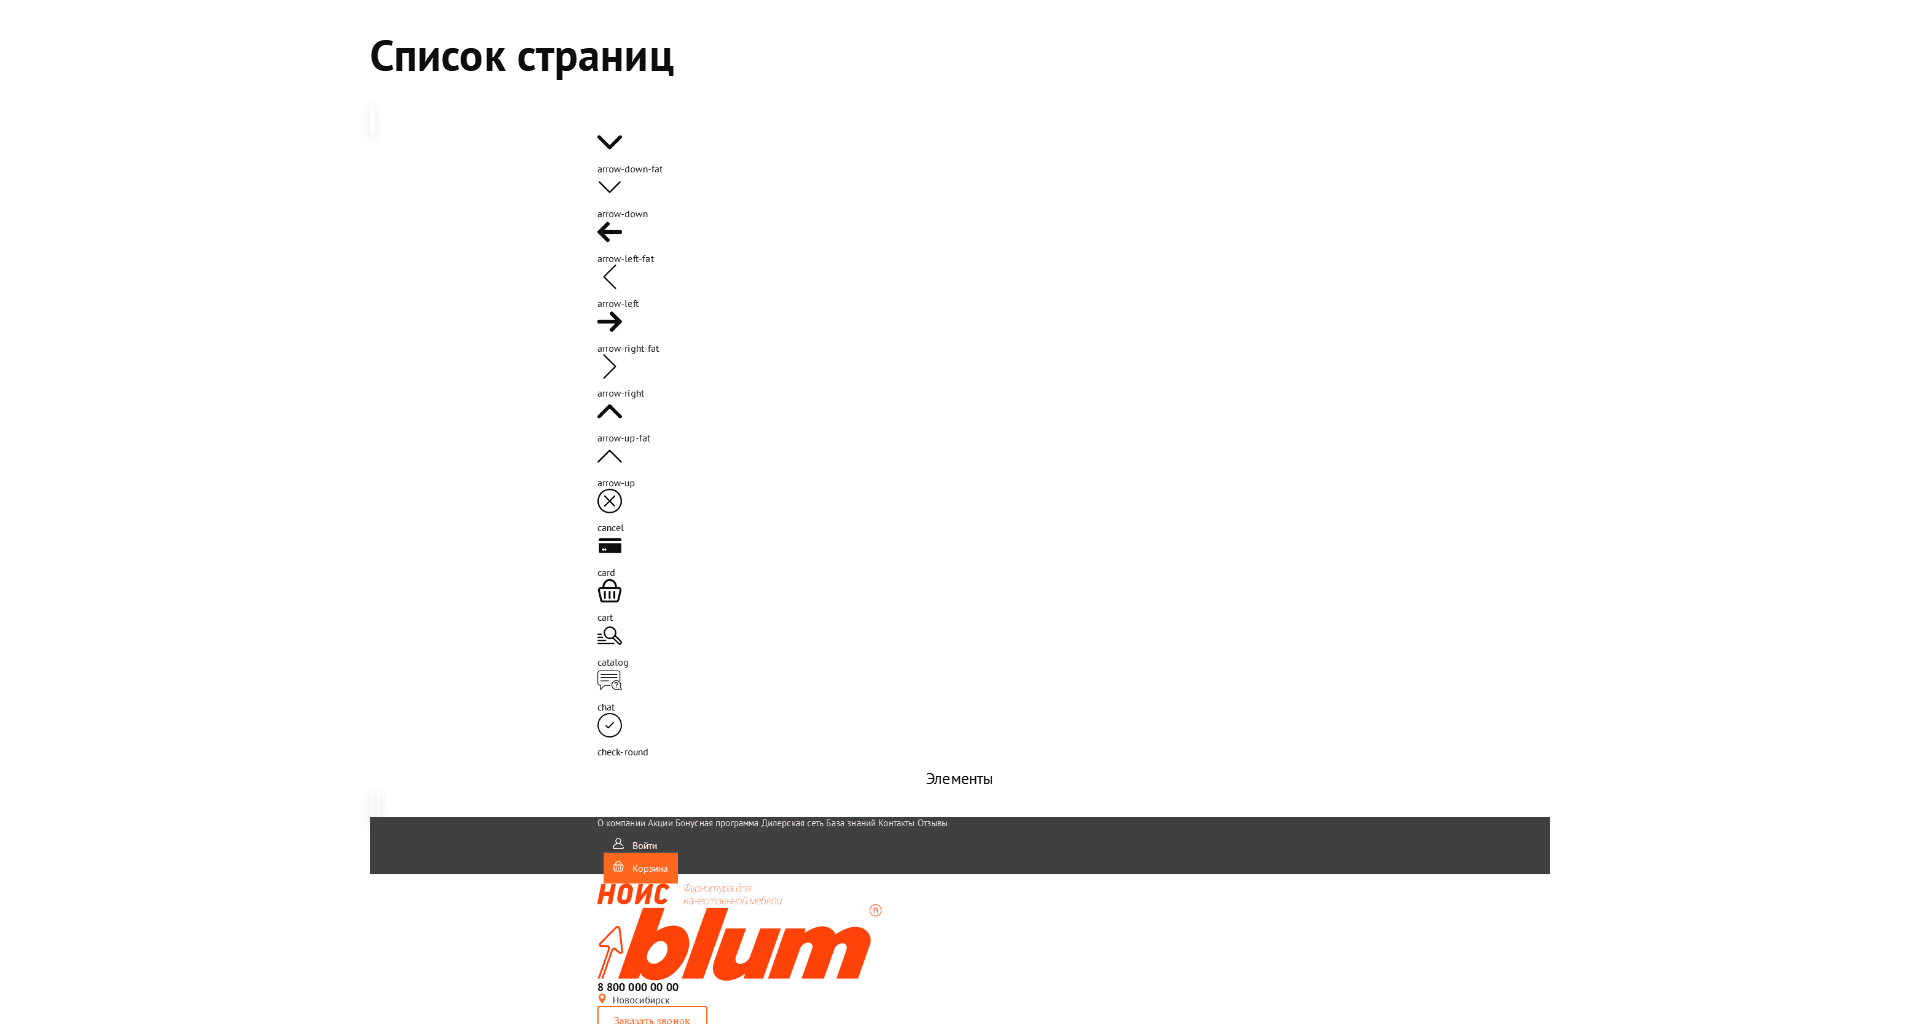 Список страниц
arrow-down-fat
arrow-down
arrow-left-fat
arrow-left
arrow-right-fat
arrow-right
arrow-up-fat
arrow-up
cancel
card
cart
catalog
chat
check-round
Элементы
О компании Акции Бонусная программа Дилерская сеть База знаний Контакты Отзывы
Войти
Корзина
НОИС Фурнитура для
качественной мебели
blum®
8 800 000 00 00
Новосибирск
Заказать звонок